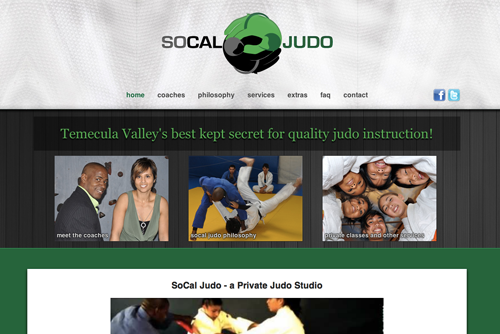 SOCAL JUDO
home coaches philosophy services extras faq contact
Temecula Valley's best kept secret for quality judo instruction!
meet the coaches socal judo philosophy private classes and other services
SoCal Judo - a Private Judo Studio